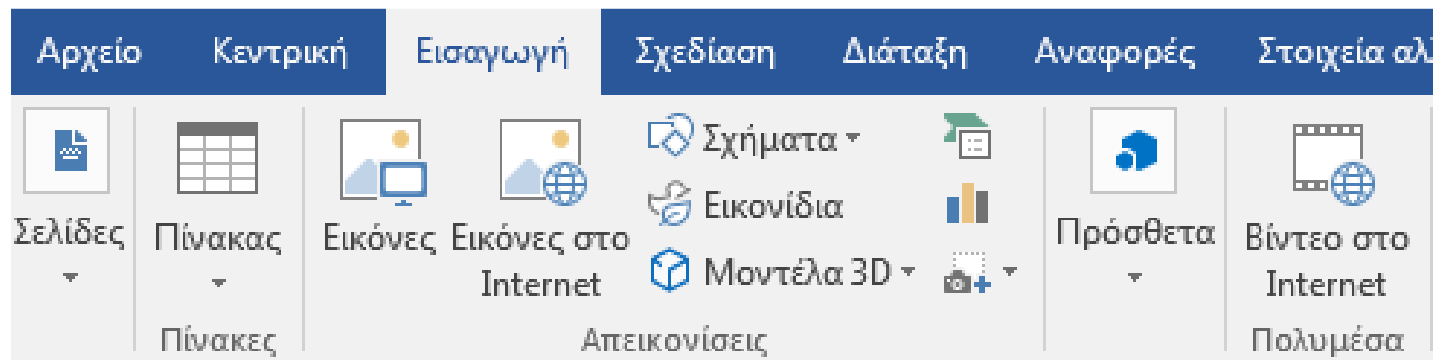 Αρχείο Κεντρική Εισαγωγή Σχεδίαση Διάταξη Αναφορές Στοιχεία
Σελίδες
Πίνακας
Εικόνες
Εικόνες στο
Internet
Σχήματα
Εικονίδια
Μοντέλα 3D
Πρόσθετα
Βίντεο στο
Internet
Πίνακες
Απεικονίσεις
Πολυμέσα